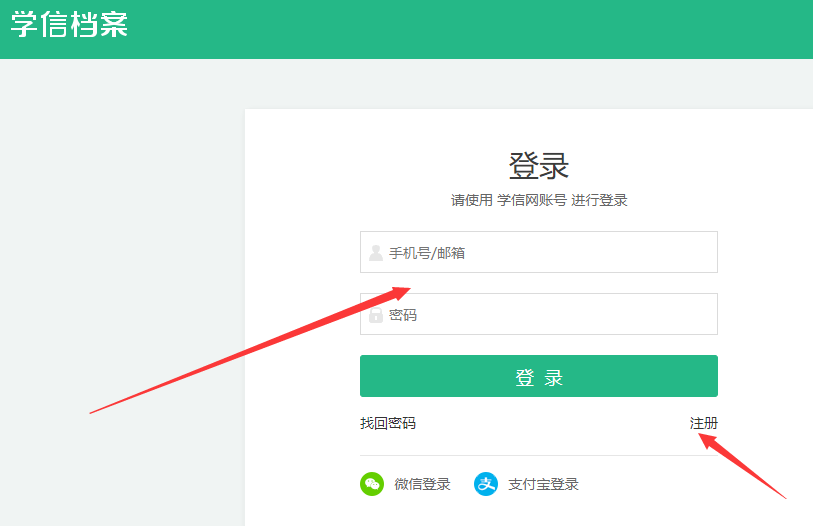 学信档案
登录
请使用 学信网账号 进行登录
手机号/邮箱
密码
登 录
找回密码 注册
微信登录 支付宝登录